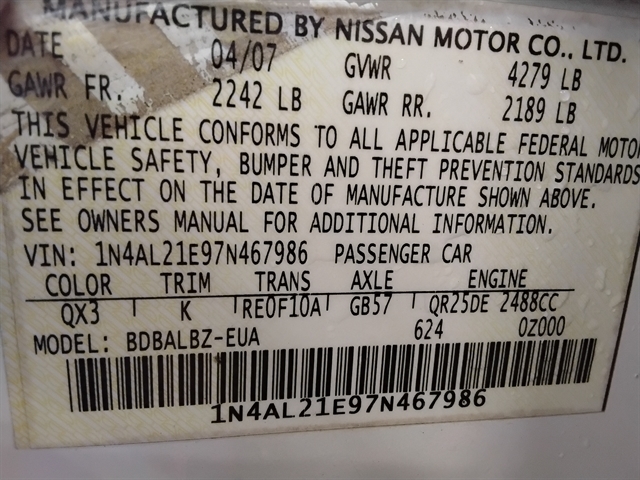 MANUFACTURED BY NISSAN MOTOR CO., LTD.
DATE 04/07 GVWR 4279 LB
GAWR FR. 2242 LB GAWR RR. 2189 LB
THIS VEHICLE CONFORMS TO ALL APPLICABLE FEDERAL MOTO
VEHICLE SAFETY, BUMPER AND THEFT PREVENTION STANDARDS
IN EFFECT ON THE DATE OF MANUFACTURE SHOWN ABOVE.
SEE OWNERS MANUAL FOR ADDITIONAL INFORMATION.
VIN: 1N4AL21E97N467986 PASSENGER CAR
COLOR TRIM TRANS AXLE ENGINE
QX3 K RE0F10A GB57 QR25DE 2488CC
MODEL: BDBALBZ-EUA 624 0Z000
1N4AL21E97N467986